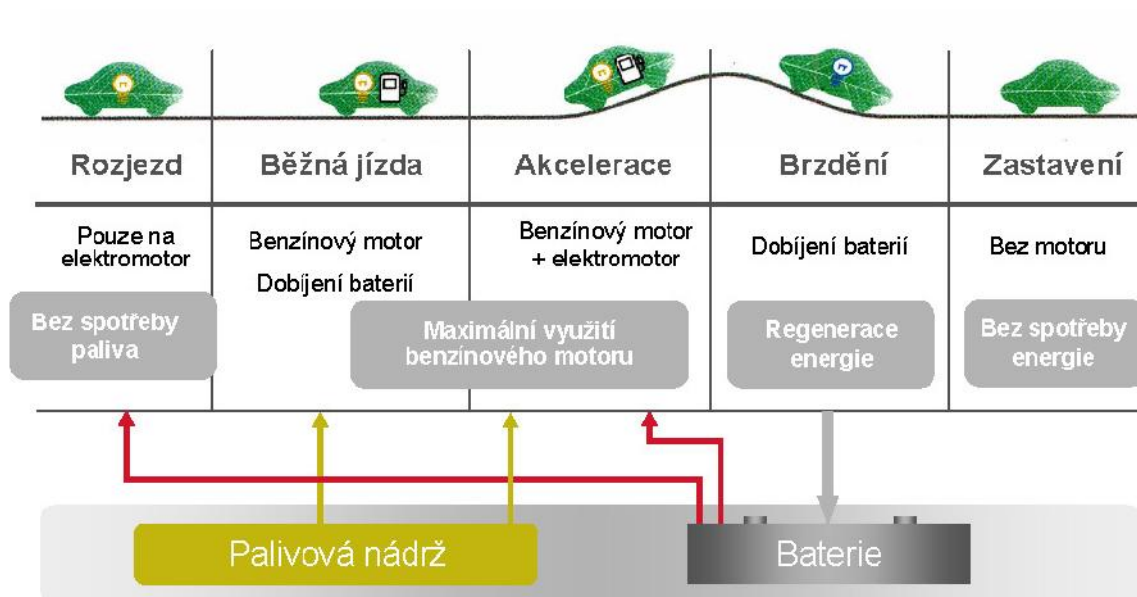 Rozjezd
Běžná jízda
Akcelerace
Brzdění
Zastavení
Pouze na
elektromotor
Benzínový motor
Dobíjení baterií
Benzínový motor
+ elektromotor
Dobíjení baterií
Bez motoru
Bez spotřeby
paliva
Maximální využití
benzínového motoru
Regenerace
energie
Bez spotřeby
energie
Palivová nádrž
Baterie